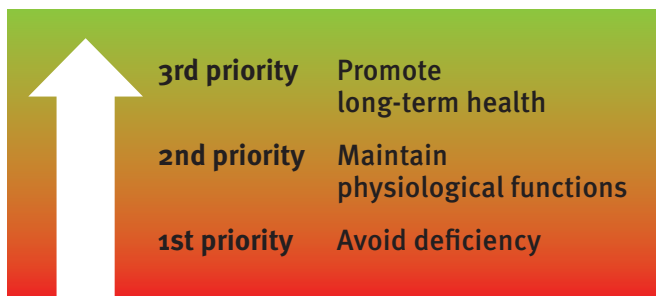 3rd priority Promote
long-term health
2nd priority Maintain
physiological functions
1st priority Avoid deficiency